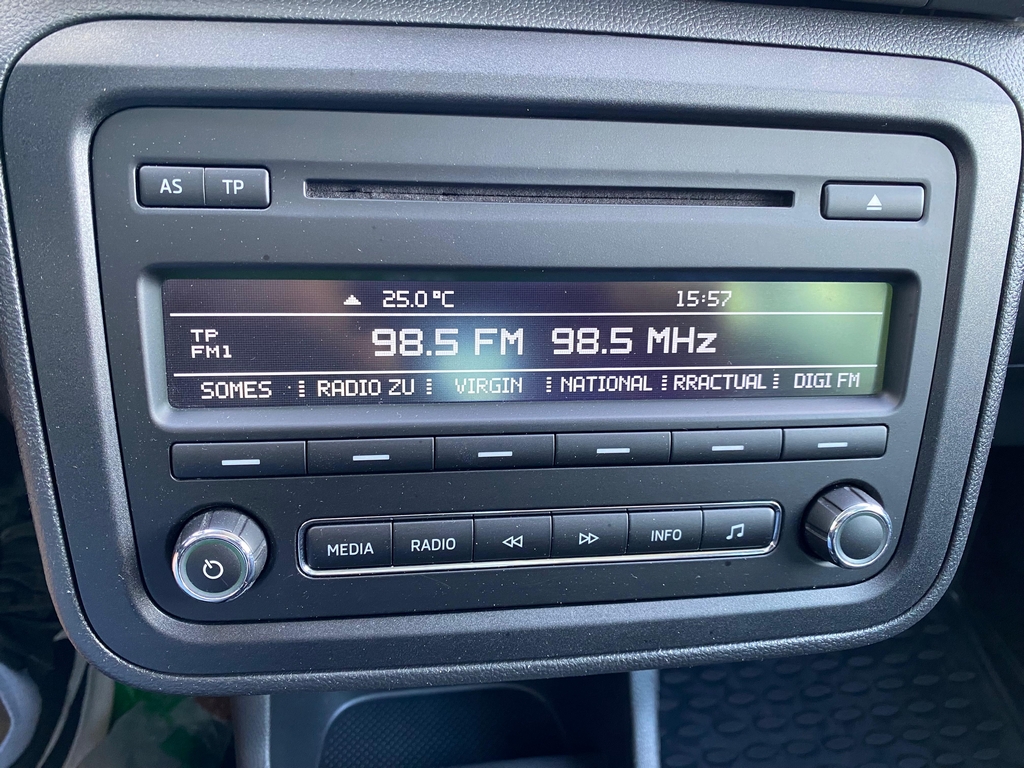 AS TP
25.0 °C 15:57
TP
FM1
98.5 FM 98.5 MHz
SOMES RADIO ZU VIRGIN NATIONAL RRACTUAL DIGI FM
MEDIA RADIO INFO